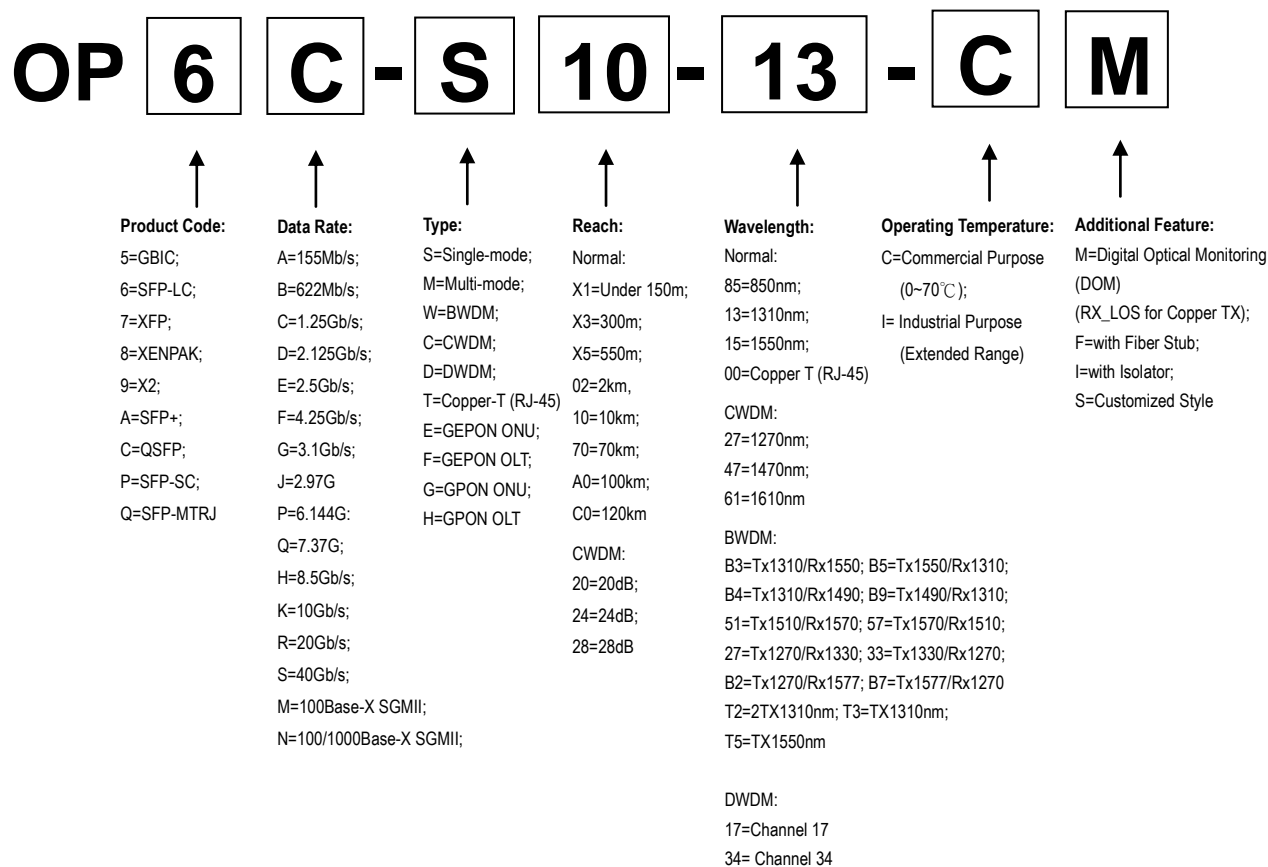 OP 6 C - S 10 - 13 - C M
Product Code:
5=GBIC;
6=SFP-LC;
7=XFP;
8=XENPAK;
9=X2;
A=SFP+;
C=QSFP;
P=SFP-SC;
Q=SFP-MTRJ
Data Rate:
A=155Mb/s;
B=622Mb/s;
C=1.25Gb/s;
D=2.125Gb/s;
E=2.5Gb/s;
F=4.25Gb/s;
G=3.1Gb/s;
J=2.97G
P=6.144G:
Q=7.37G;
H=8.5Gb/s;
K=10Gb/s;
R=20Gb/s;
S=40Gb/s;
M=100Base-X SGMII;
N=100/1000Base-X SGMII;
Type:
S=Single-mode;
M=Multi-mode;
W=BWDM;
C=CWDM;
D=DWDM;
T=Copper-T (RJ-45)
E=GEPON ONU;
F=GEPON OLT;
G=GPON ONU;
H=GPON OLT
Reach:
Normal:
X1=Under 150m;
X3=300m;
X5=550m;
02=2km,
10=10km;
70=70km;
A0=100km;
C0=120km
CWDM:
20=20dB;
24=24dB;
28=28dB
Wavelength:
Normal:
85=850nm;
13=1310nm;
15=1550nm;
00=Copper T (RJ-45)
CWDM:
27=1270nm;
47=1470nm;
61=1610nm
BWDM:
B3=Tx1310/Rx1550; B5=Tx1550/Rx1310;
B4=Tx1310/Rx1490; B9=Tx1490/Rx1310;
51=Tx1510/Rx1570; 57=Tx1570/Rx1510;
27=Tx1270/Rx1330; 33=Tx1330/Rx1270;
B2=Tx1270/Rx1577; B7=Tx1577/Rx1270
T2=2TX1310nm; T3=TX1310nm;
T5=TX1550nm
DWDM:
17=Channel 17
34= Channel 34
Operating Temperature:
C=Commercial Purpose
(0~70℃);
I= Industrial Purpose
(Extended Range)
Additional Feature:
M=Digital Optical Monitoring
(DOM)
(RX_LOS for Copper TX);
F=with Fiber Stub;
I=with Isolator;
S=Customized Style